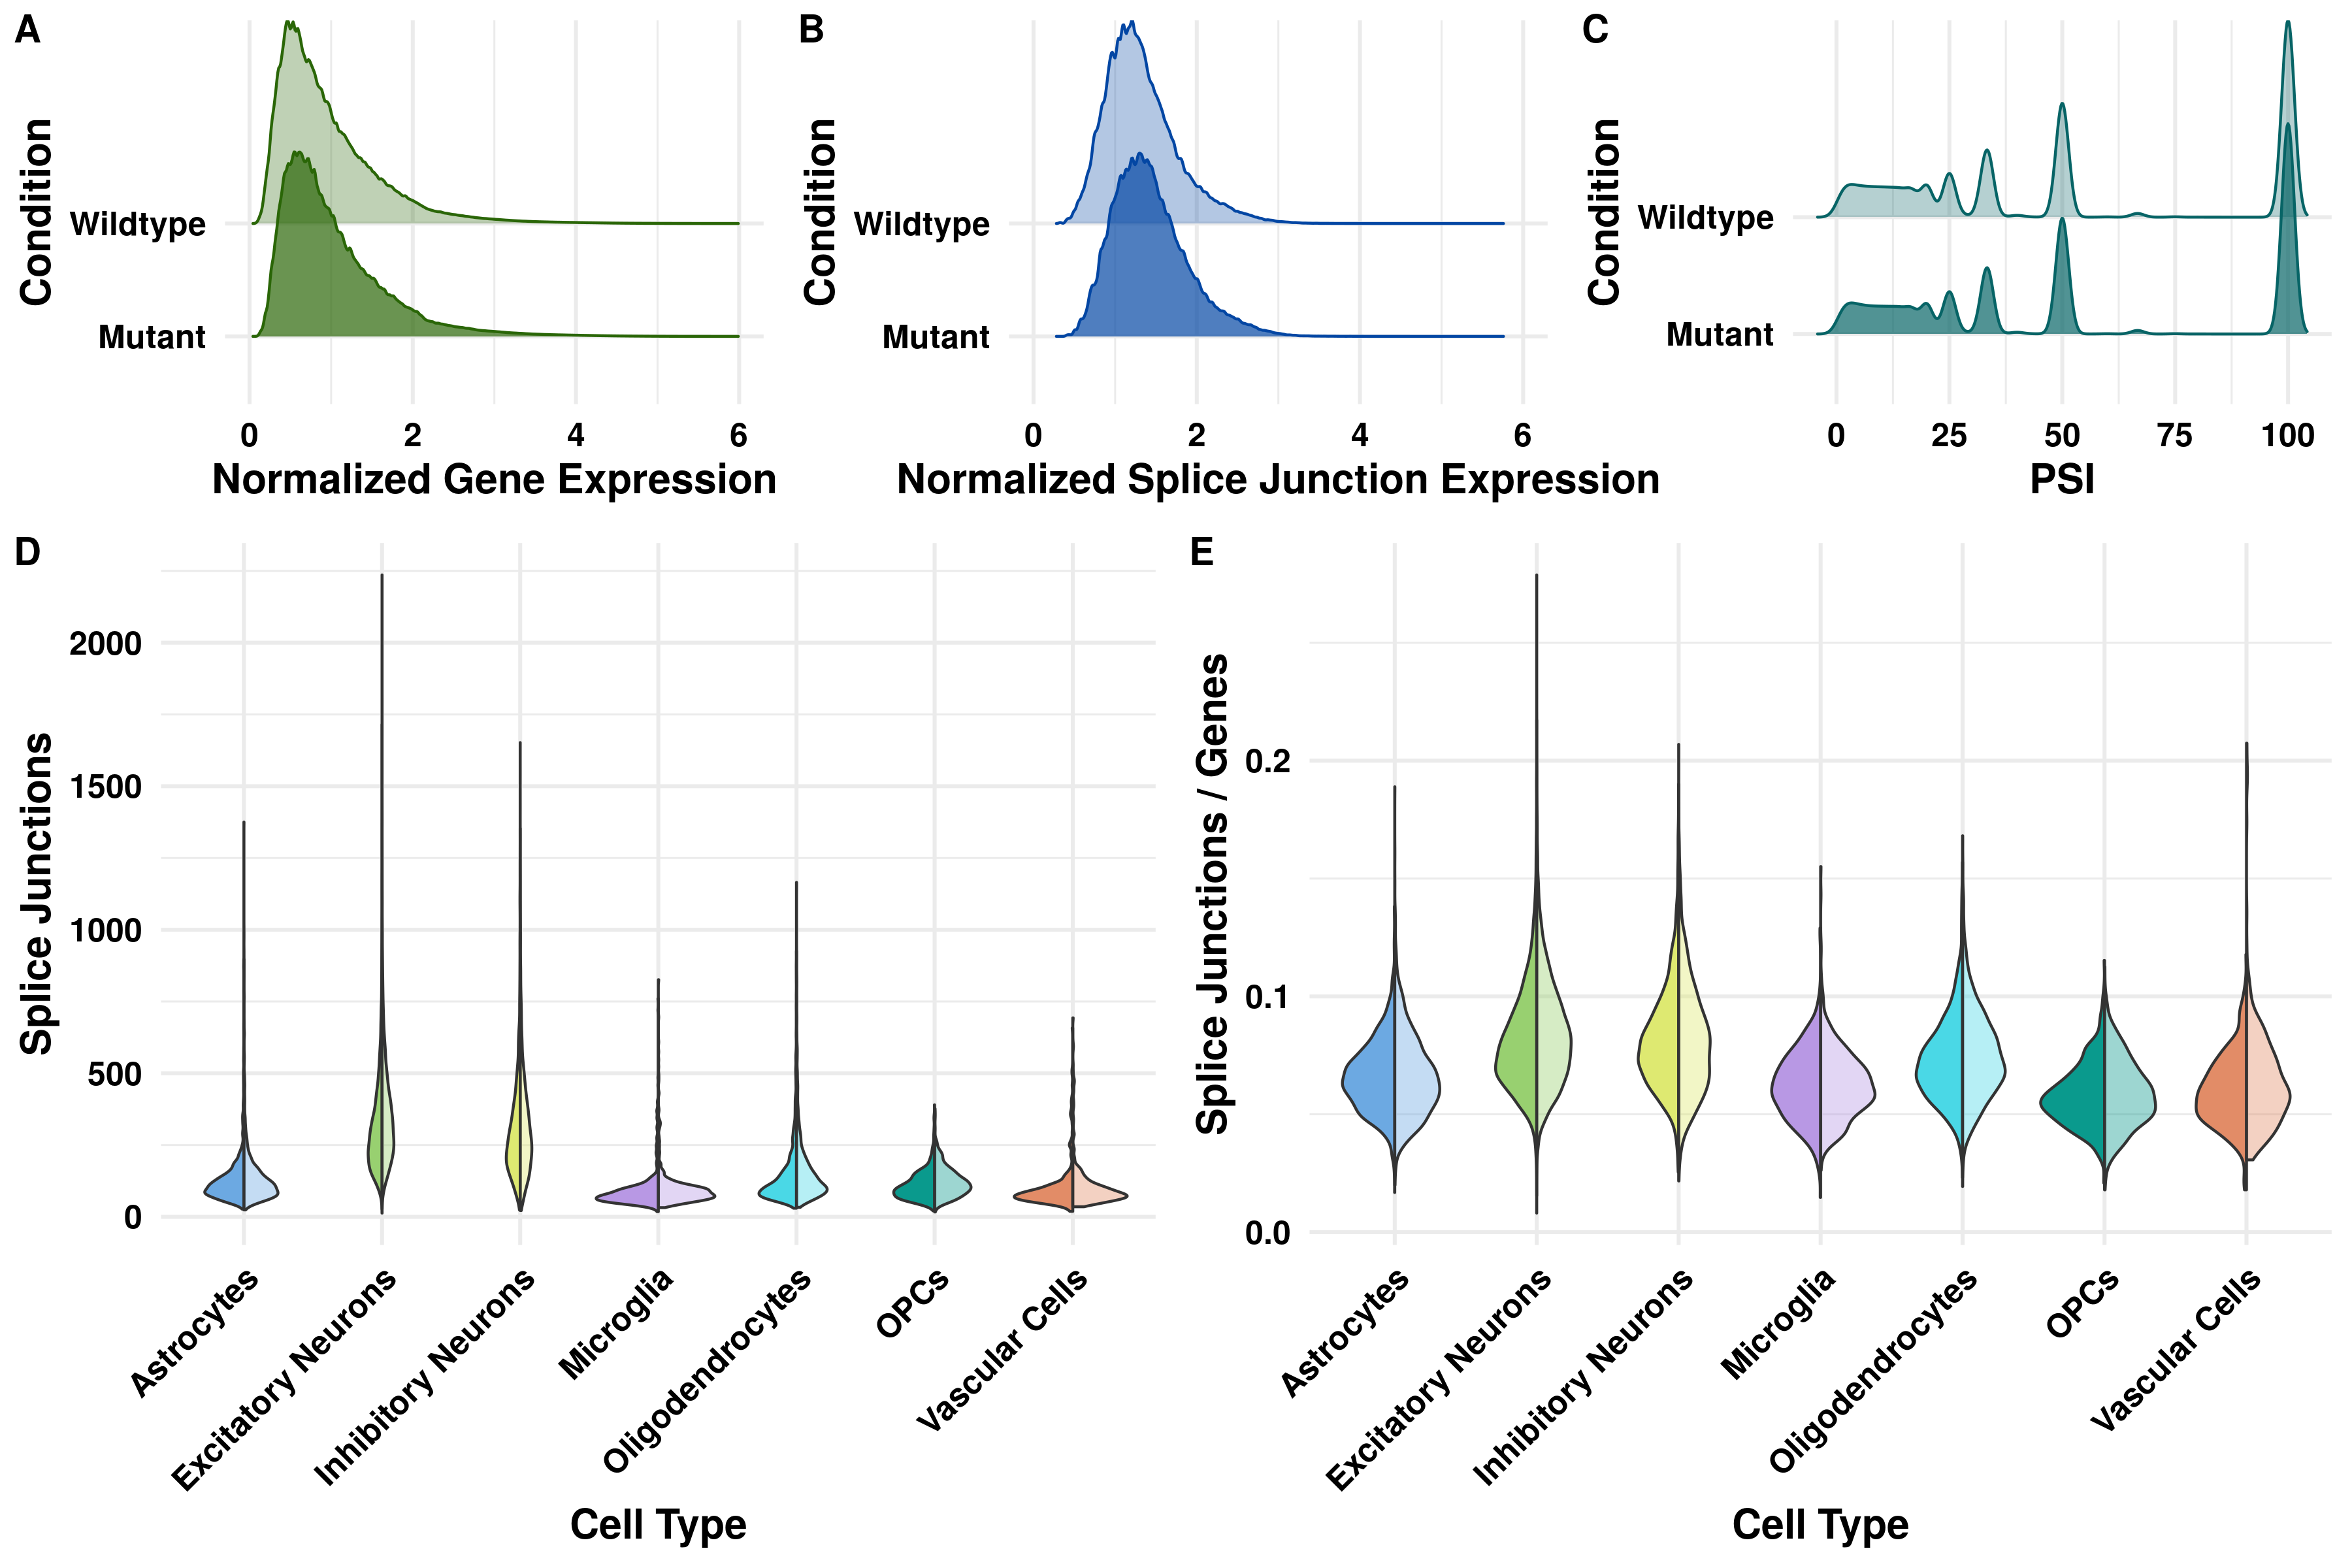 A
Condition
Wildtype
Mutant
0 2 4 6
Normalized Gene Expression
B
Condition
Wildtype
Mutant
0 2 4 6
Normalized Splice Junction Expression
C
Condition
Wildtype
Mutant
0 25 50 75 100
PSI
D
Splice Junctions
2000
1500
1000
500
0
Astrocytes
Excitatory Neurons
Inhibitory Neurons
Microglia
Oligodendrocytes
OPCs
Vascular Cells
Cell Type
E
Splice Junctions / Genes
0.2
0.1
0.0
Astrocytes
Excitatory Neurons
Inhibitory Neurons
Microglia
Oligodendrocytes
OPCs
Vascular Cells
Cell Type